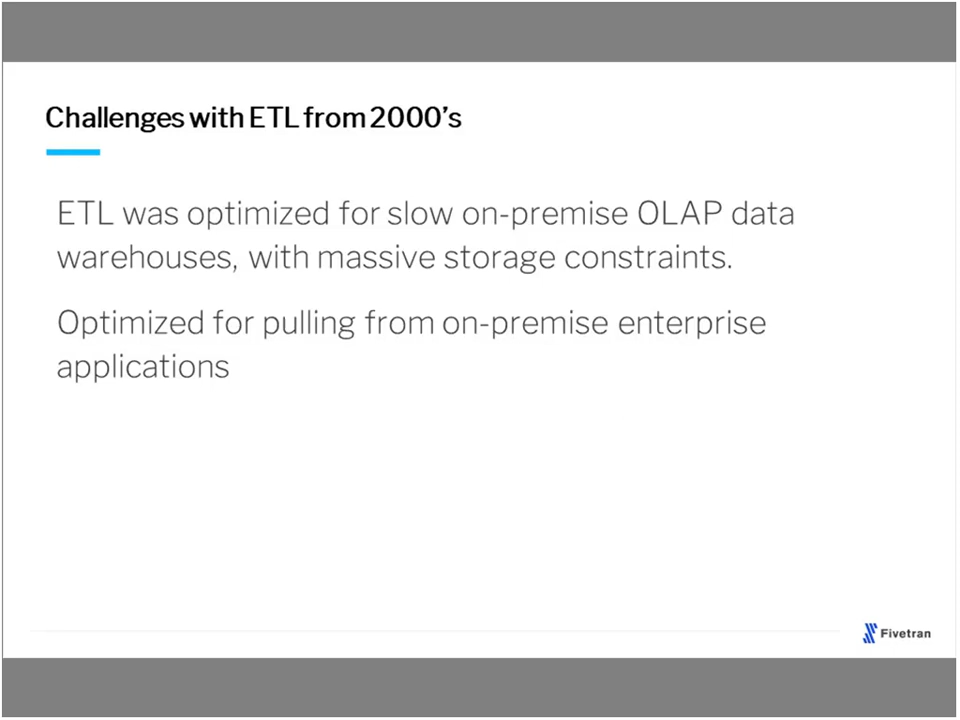 Challenges with ETL from 2000's
ETL was optimized for slow on-premise OLAP data
warehouses, with massive storage constraints.
Optimized for pulling from on-premise enterprise
applications
Fivetran